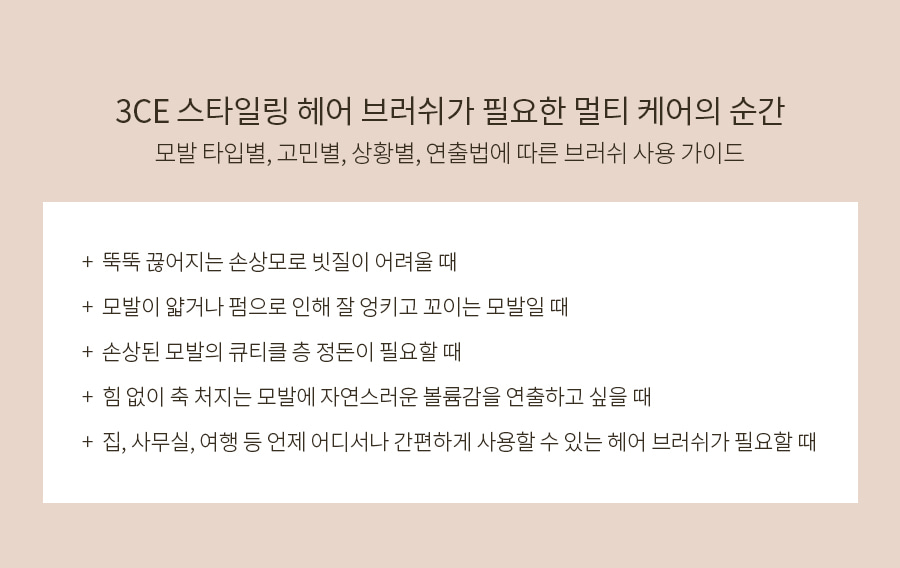 3CE 스타일링 헤어 브러쉬가 필요한 멀티 케어의 순간
모발 타입별, 고민별, 상황별, 연출법에 따른 브러쉬 사용 가이드
+ 뚝뚝 끊어지는 손상모로 빗질이 어려울 때
+ 모발이 얇거나 펌으로 인해 잘 엉키고 꼬이는 모발일 때
+ 손상된 모발의 큐티클 층 정돈이 필요할 때
+ 힘 없이 축 처지는 모발에 자연스러운 볼륨감을 연출하고 싶을 때
+ 집, 사무실, 여행 등 언제 어디서나 간편하게 사용할 수 있는 헤어 브러쉬가 필요할 때